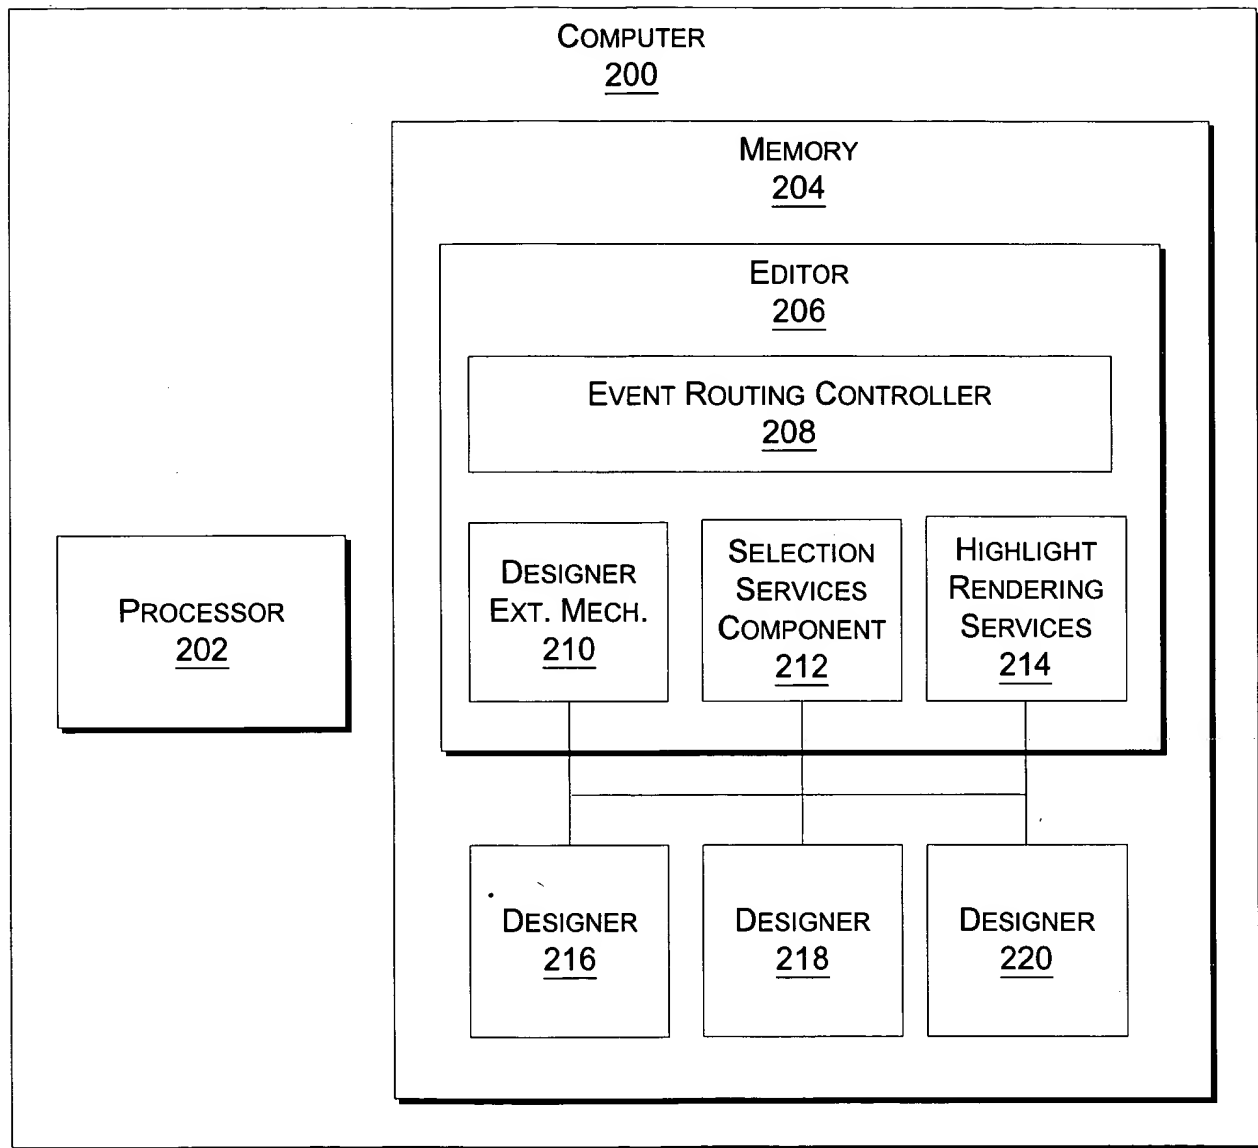 COMPUTER
200
MEMORY
204
EDITOR
206
EVENT ROUTING CONTROLLER
208
PROCESSOR
202
DESIGNER
EXT. MECH.
210
SELECTION
SERVICES
COMPONENT
212
HIGHLIGHT
RENDERING
SERVICES
214
DESIGNER
216
DESIGNER
218
DESIGNER
220